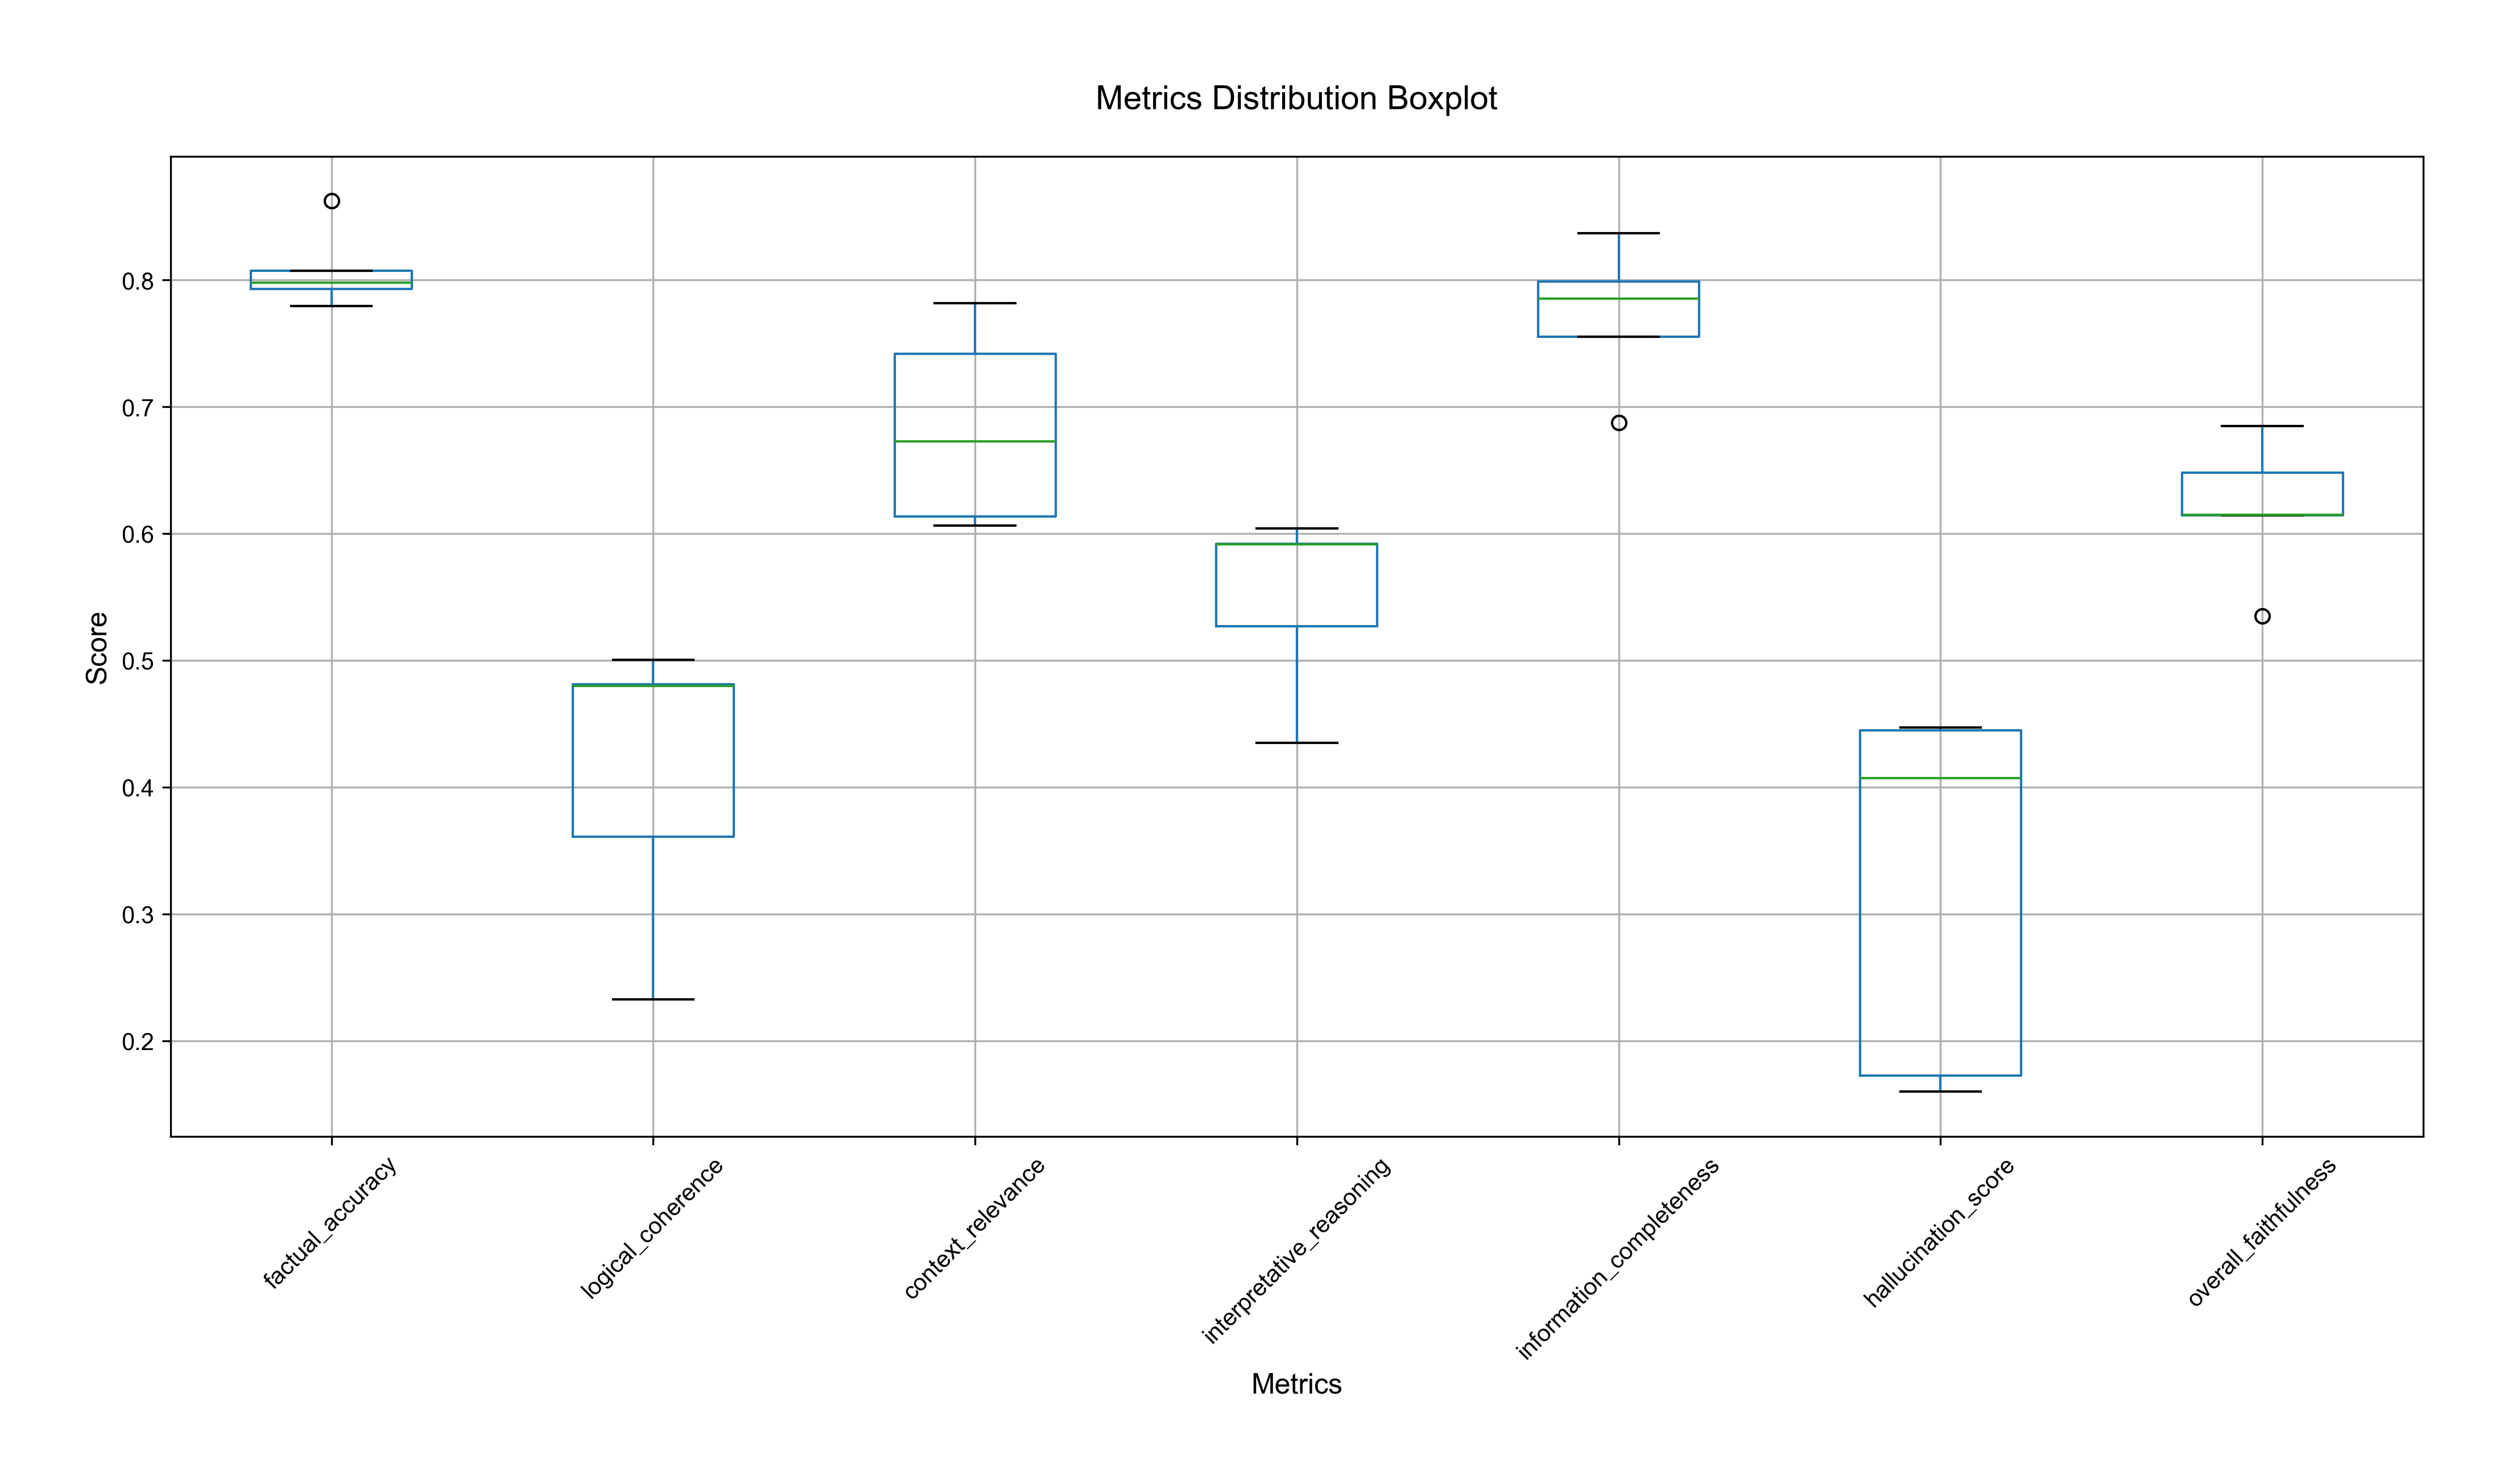 Metrics Distribution Boxplot
Score
0.8
0.7
0.6
0.5
0.4
0.3
0.2
factual_accuracy
logical_coherence
context_relevance
interpretative_reasoning
information_completeness
hallucination_score
overall_faithfulness
Metrics